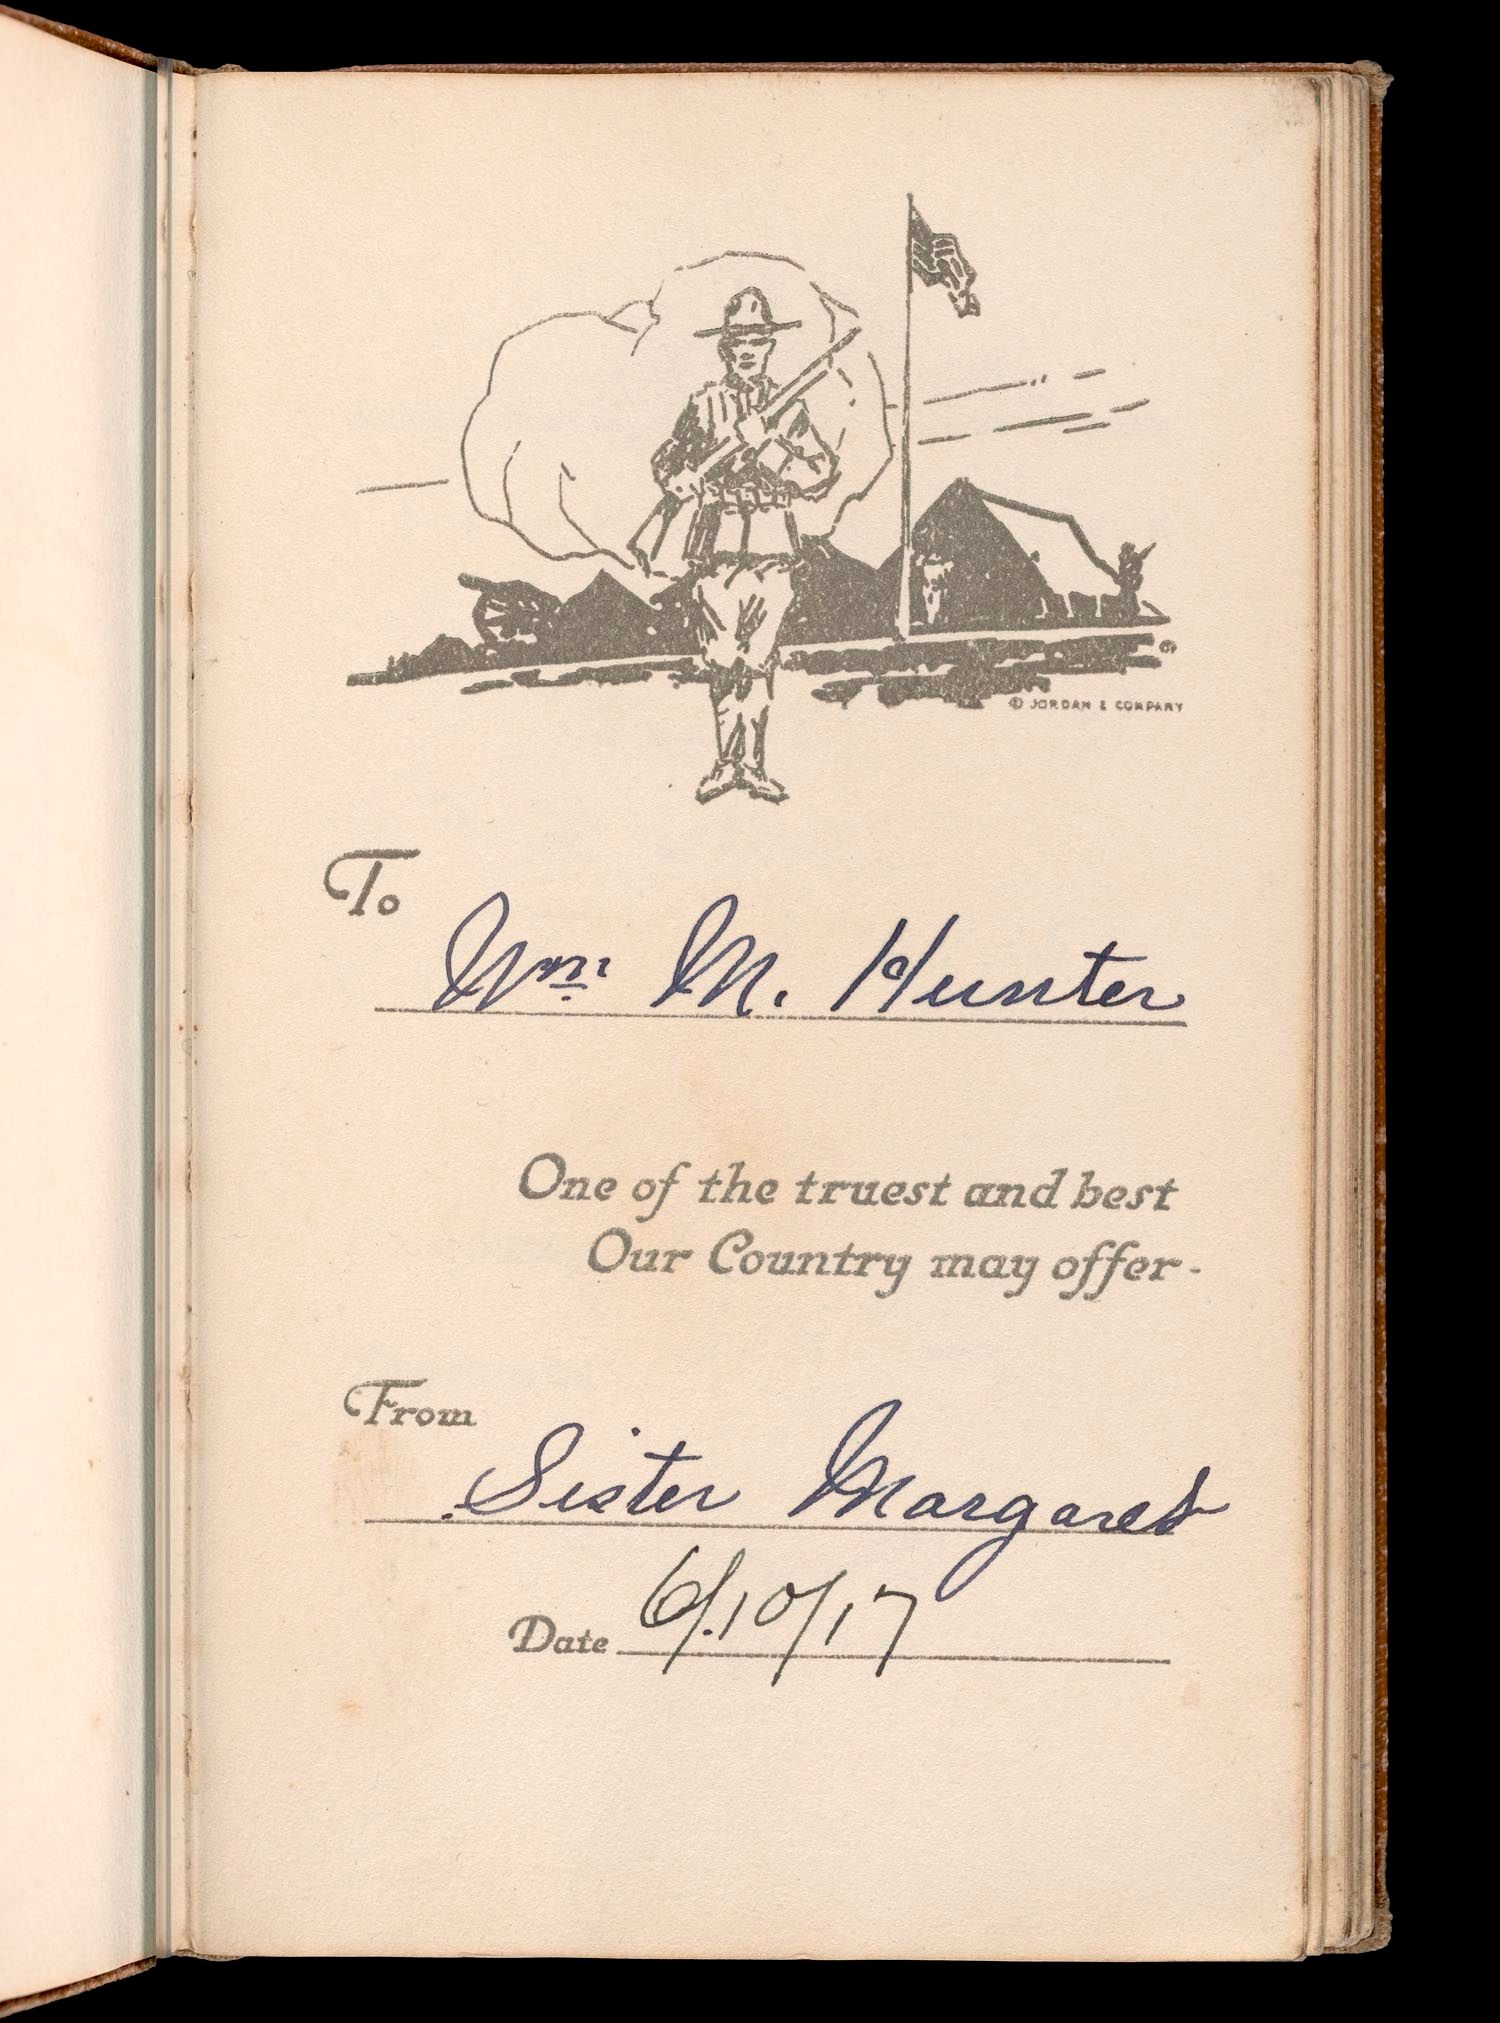 © JORDAN & COMPANY
To
Wm. M. Hunter
One of the truest and best
Our Country may offer-
From
Sister Margaret
Date 6/10/17